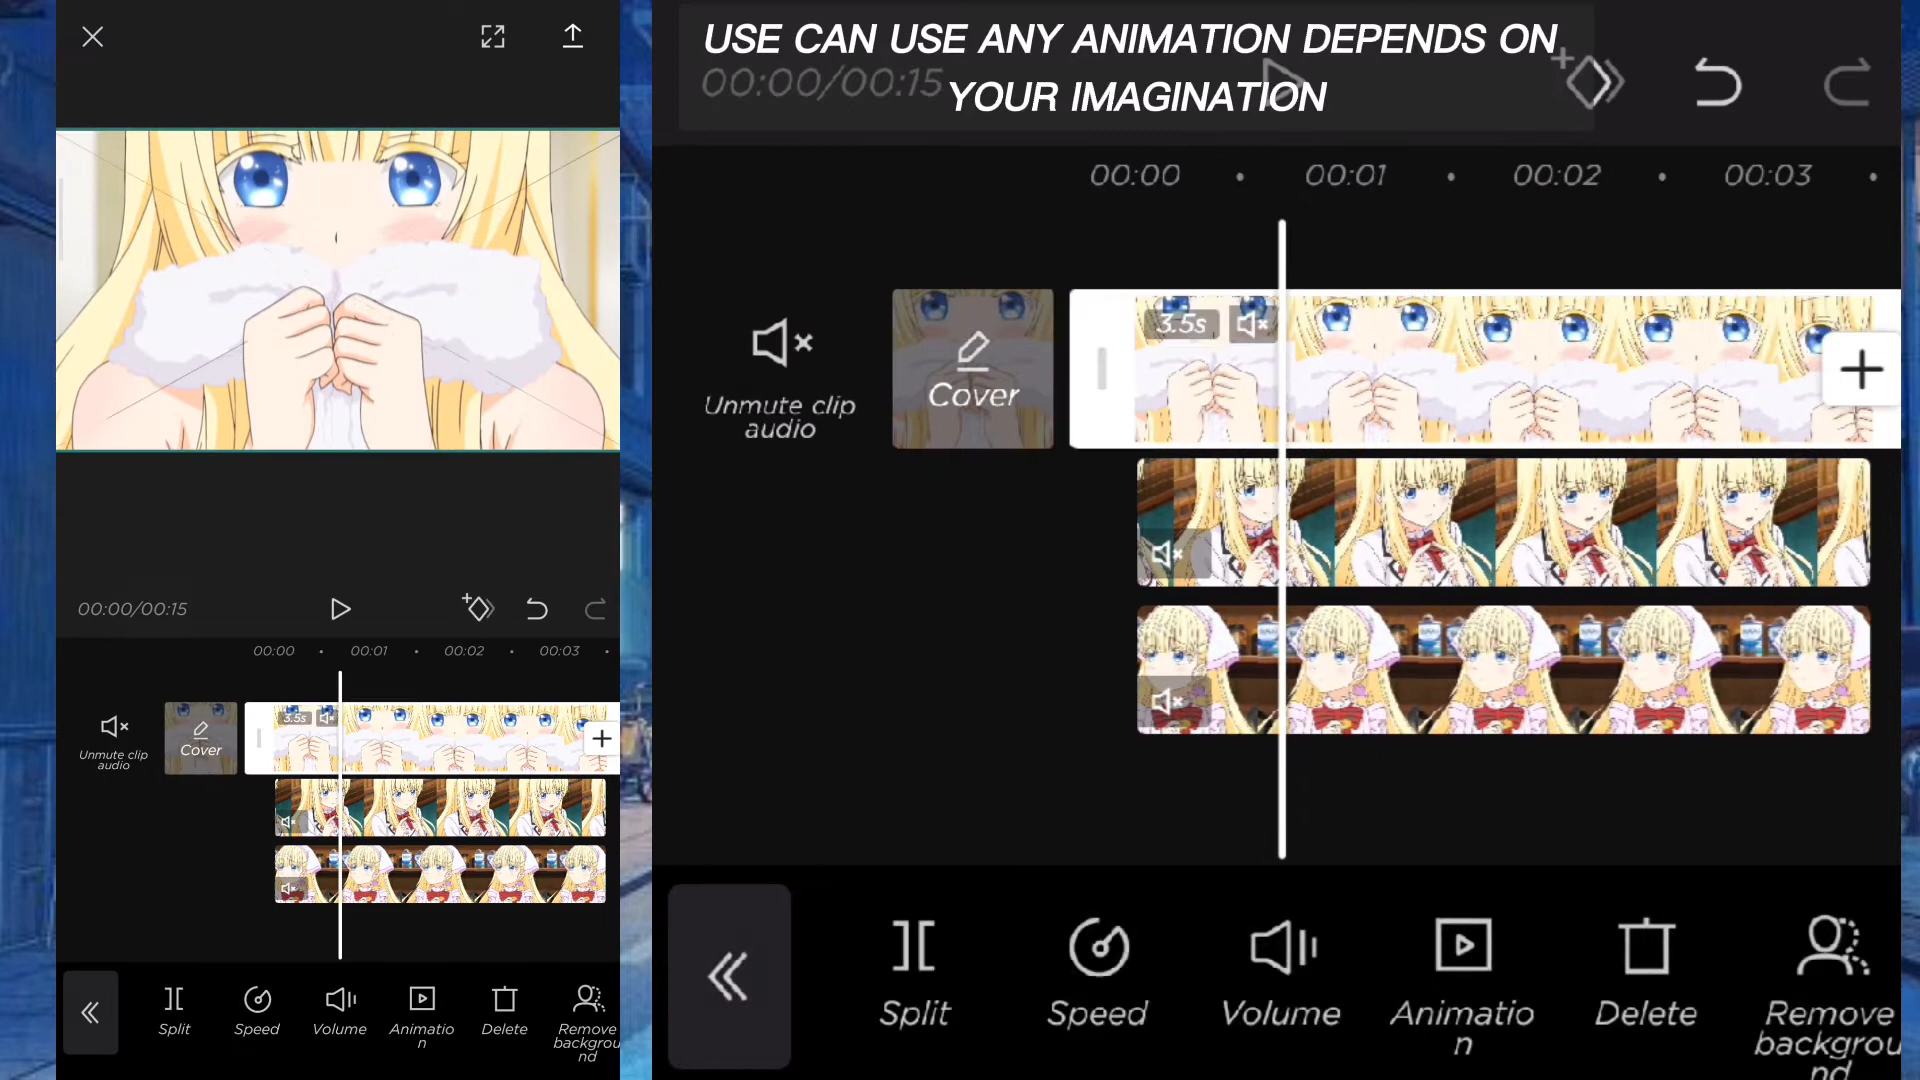 00:00/00:15
00:00 00:01 00:02 00:03
Unmute clip
audio
Cover
3.5s
Split
Speed
Volume
Animatio
n
Delete
Remove
backgrou
nd
USE CAN USE ANY ANIMATION DEPENDS ON
YOUR IMAGINATION
00:00/00:15
00:00 00:01 00:02 00:03
Unmute clip
audio
Cover
3.5s
Split
Speed
Volume
Animatio
n
Delete
Remove
backgrou
nd